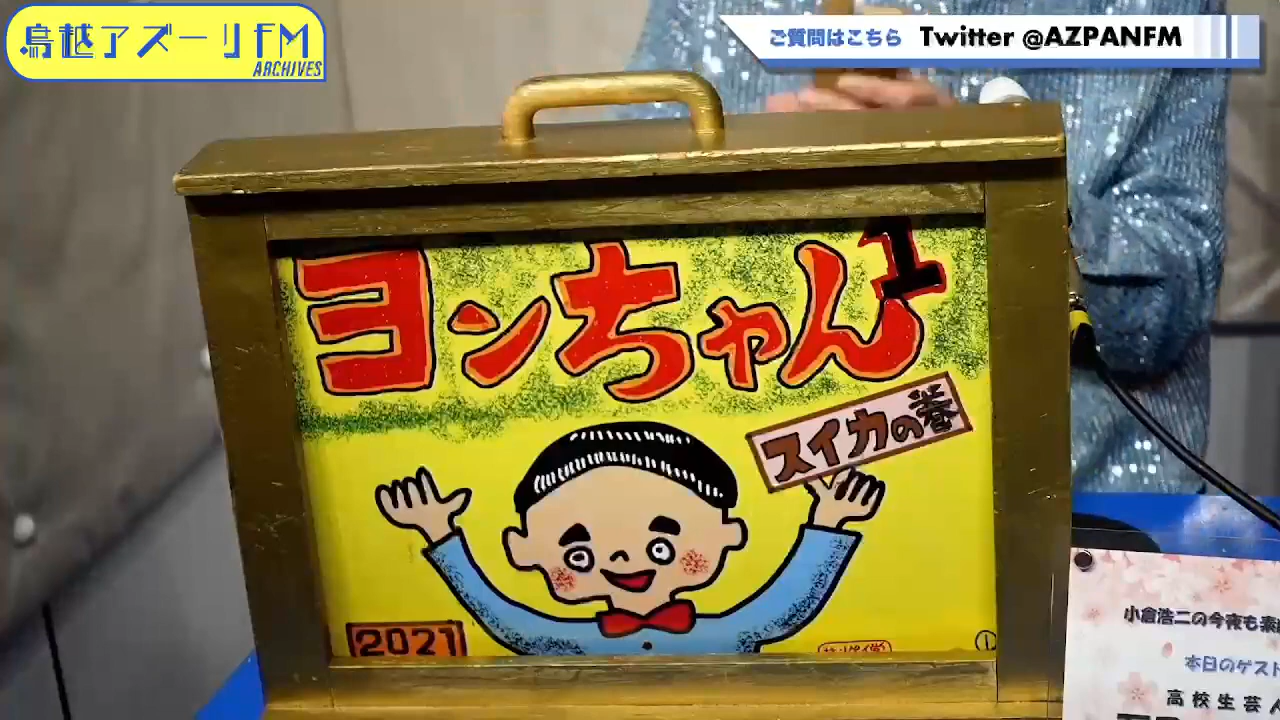 鳥越アズーリFM
ARCHIVES
ご質問はこちら Twitter @AZPANFM
ヨンちゃん
1
スイカの巻
2021
①
小倉浩二の今夜も素
本日のゲスト
高校生芸人